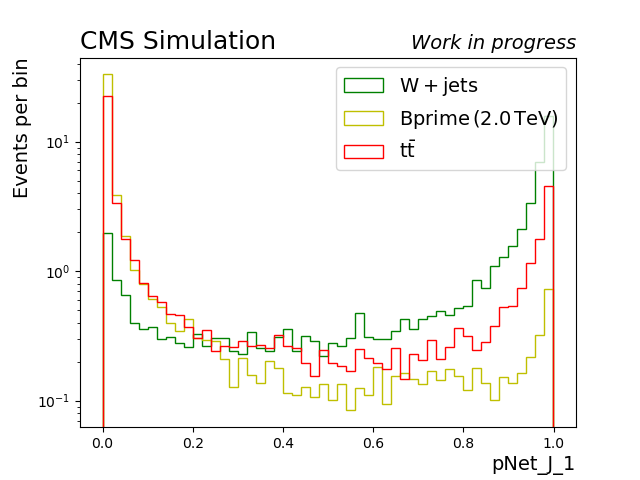 CMS Simulation
Work in progress
Events per bin
W + jets
Bprime (2.0 TeV)
tt̄
10¹
10⁰
10⁻¹
0.0 0.2 0.4 0.6 0.8 1.0
pNet_J_1